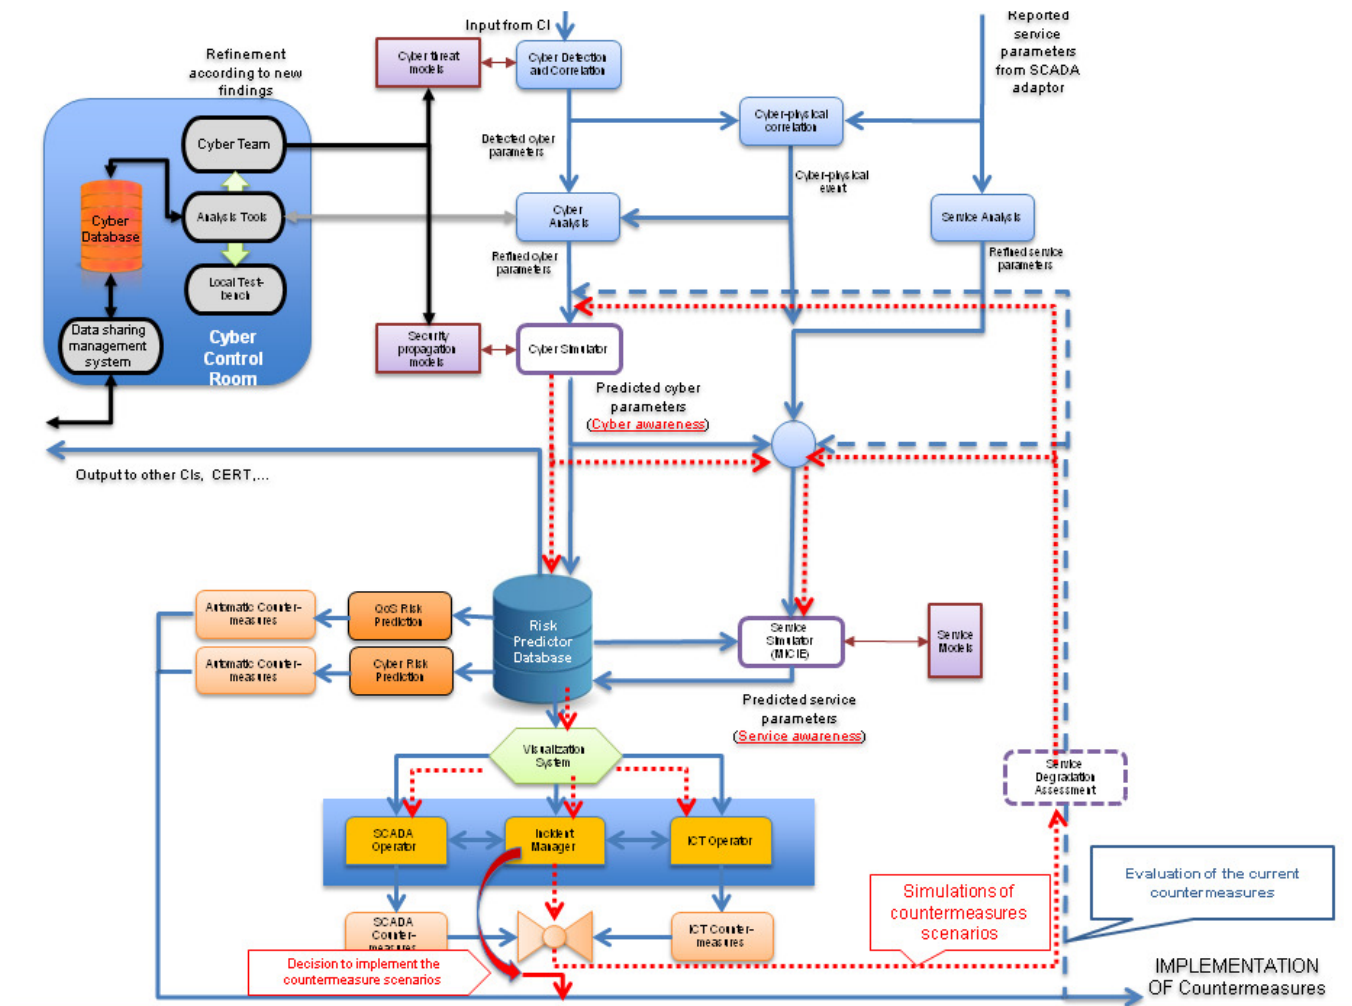 Input from CI
Reported
service
parameters
from SCADA
adaptor
Refinement
according to new
findings
Cyber threat
models
Cyber Detection
and Correlation
Cyber-physical
correlation
Cyber Team
Detected cyber
parameters
Cyber-physical
event
Analysis Tools
Cyber
Database
Cyber
Analysis
Service Analysis
Refined cyber
parameters
Refined service
parameters
Local Test-
bench
Data sharing
management
system
Cyber
Control
Room
Security
propagation
models
Cyber Simulator
Predicted cyber
parameters
(Cyber awareness)
Output to other CIs, CERT,...
Automatic Counter-
measures
QoS Risk
Prediction
Risk
Predictor
Database
Service
Simulator
(MICIE)
Service
Models
Automatic Counter-
measures
Cyber Risk
Prediction
Predicted service
parameters
(Service awareness)
Visualization
System
Service
Degradation
Assessment
SCADA
Operator
Incident
Manager
ICT Operator
Evaluation of the current
countermeasures
Simulations of
countermeasures
scenarios
SCADA
Counter-
measures
ICT Counter-
measures
Decision to implement the
countermeasure scenarios
IMPLEMENTATION
OF Countermeasures